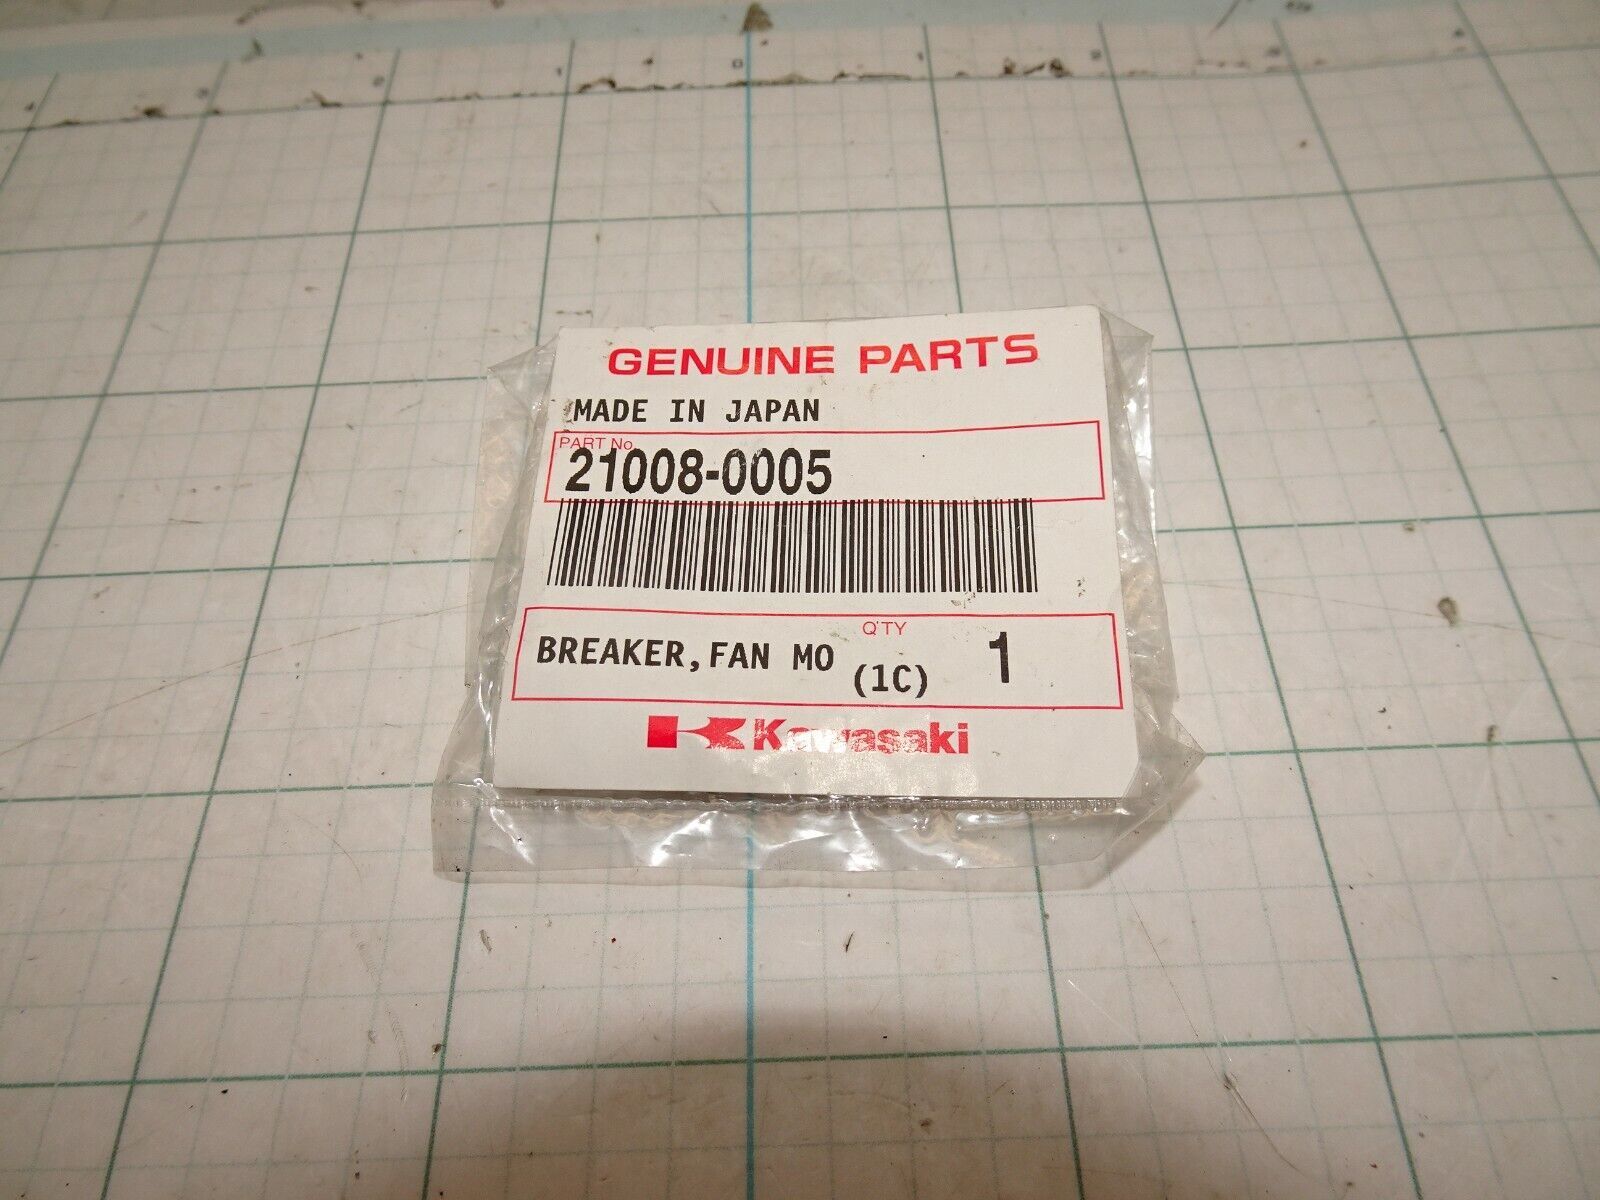 GENUINE PARTS
MADE IN JAPAN
PART No.
21008-0005
Q'TY
BREAKER,FAN MO (1C) 1
Kawasaki